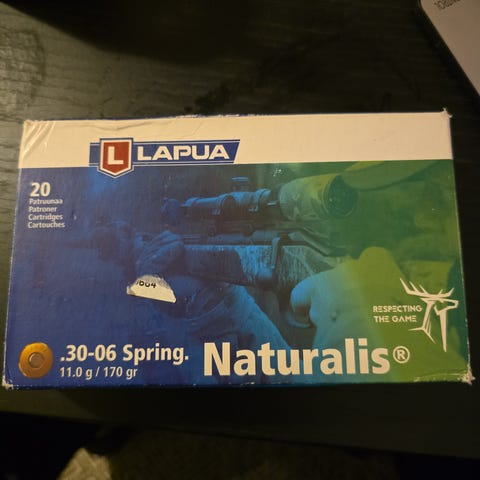 L LAPUA
20
Patruunaa
Patroner
Cartridges
Cartouches
RESPECTING
THE GAME
.30-06 Spring.
11.0 g / 170 gr
Naturalis®